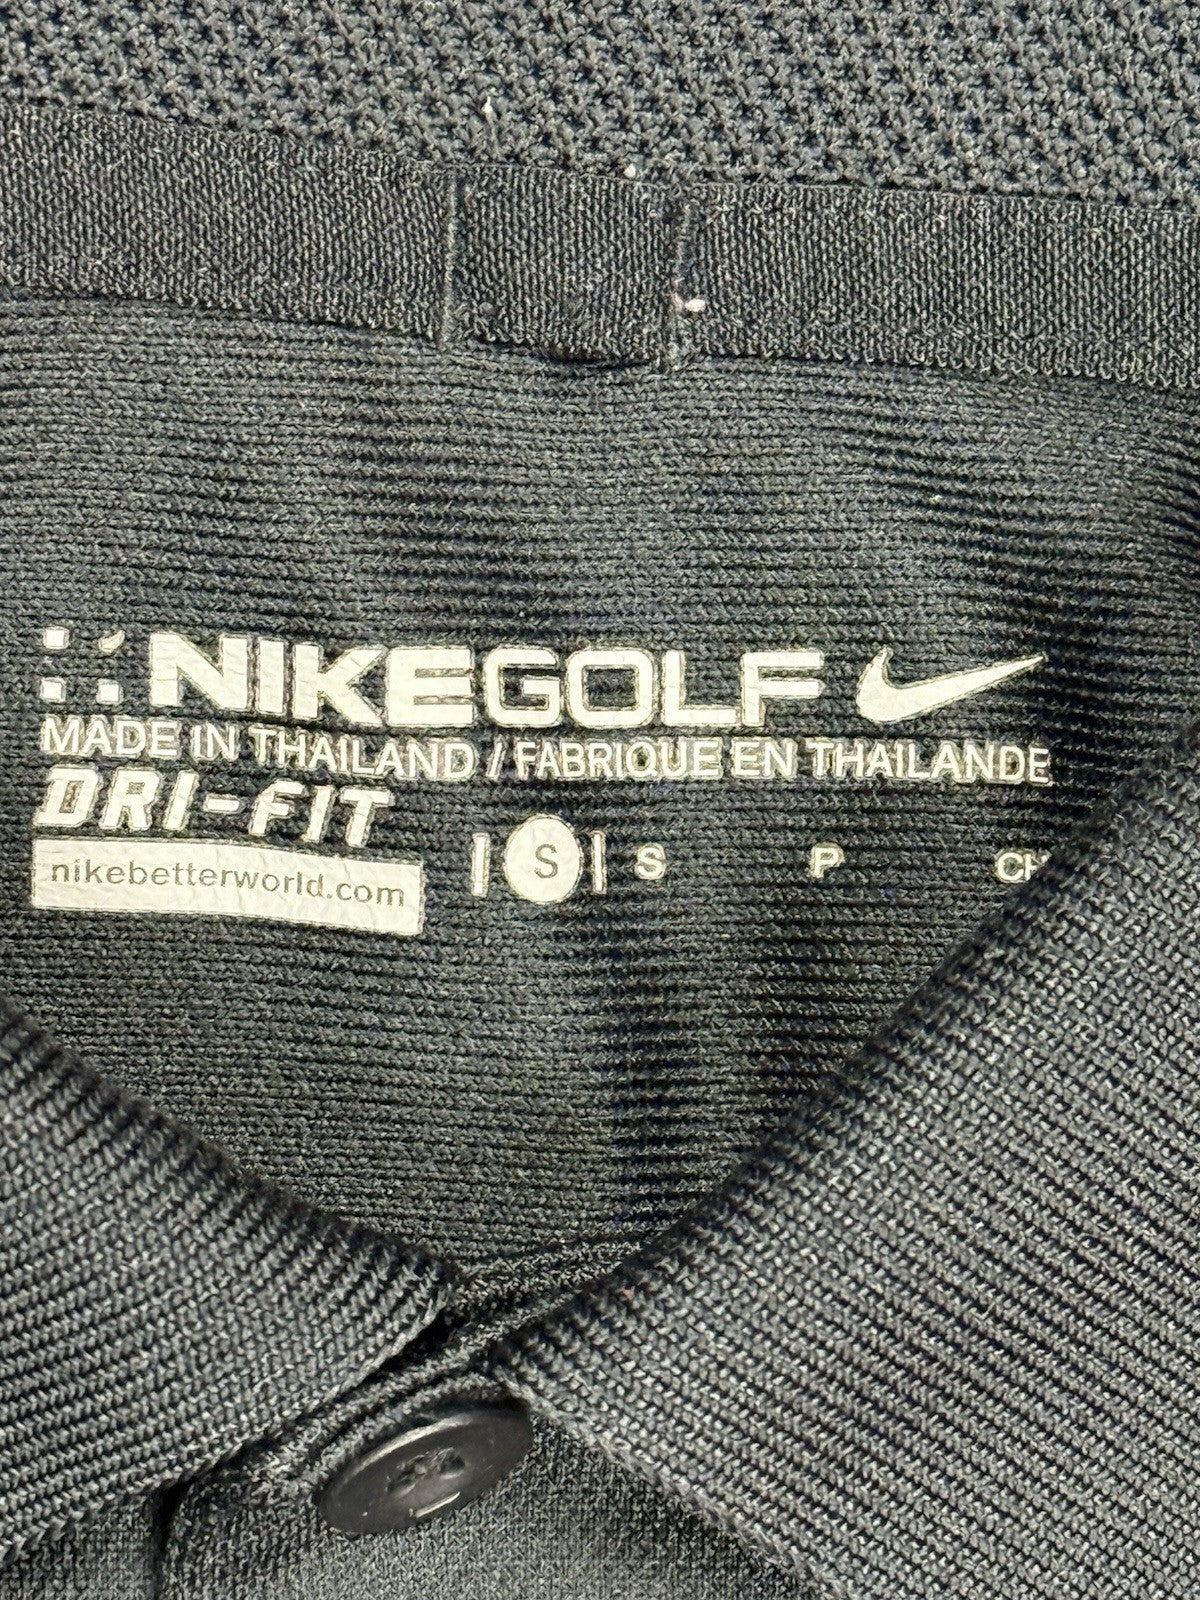 NIKEGOLF
MADE IN THAILAND / FABRIQUE EN THAILANDE
DRI-FIT
nikebetterworld.com
| S | S P